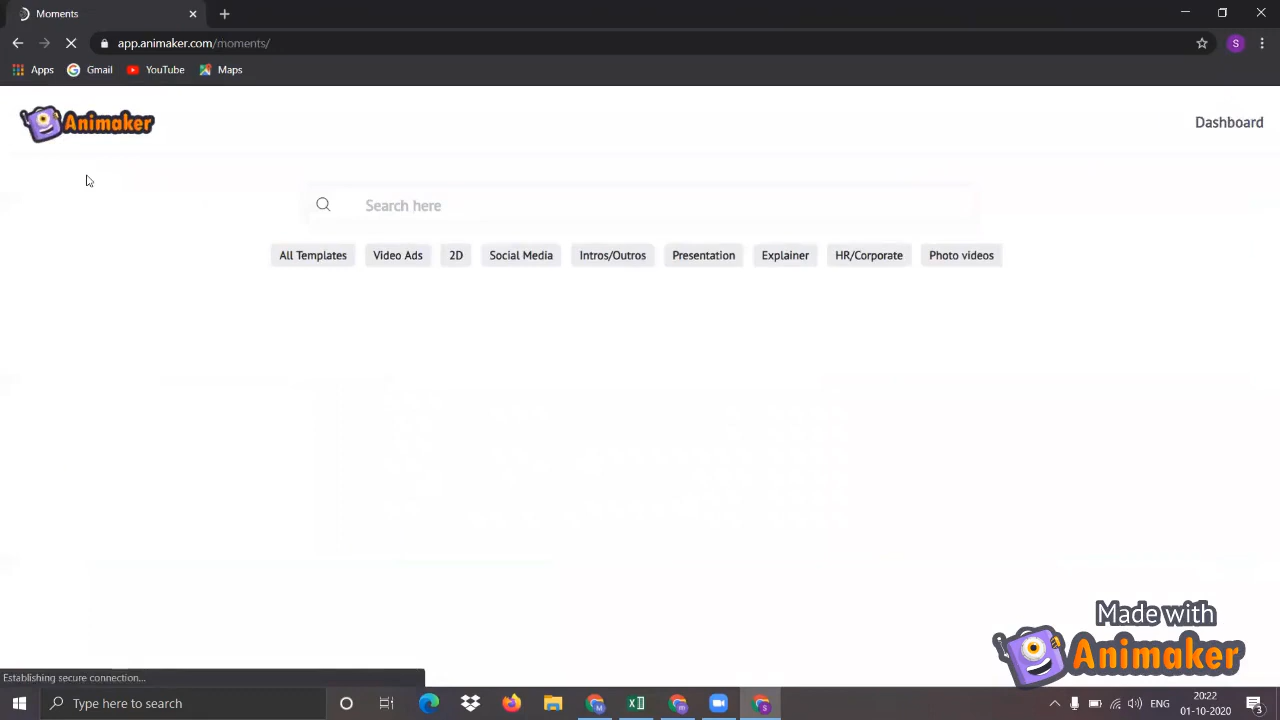 Moments
app.animaker.com/moments/
Apps
Gmail
YouTube
Maps
S
Animaker
Dashboard
Search here
All Templates
Video Ads
2D
Social Media
Intros/Outros
Presentation
Explainer
HR/Corporate
Photo videos
Made with
Animaker
Establishing secure connection...
Type here to search
ENG
20:22
01-10-2020
3